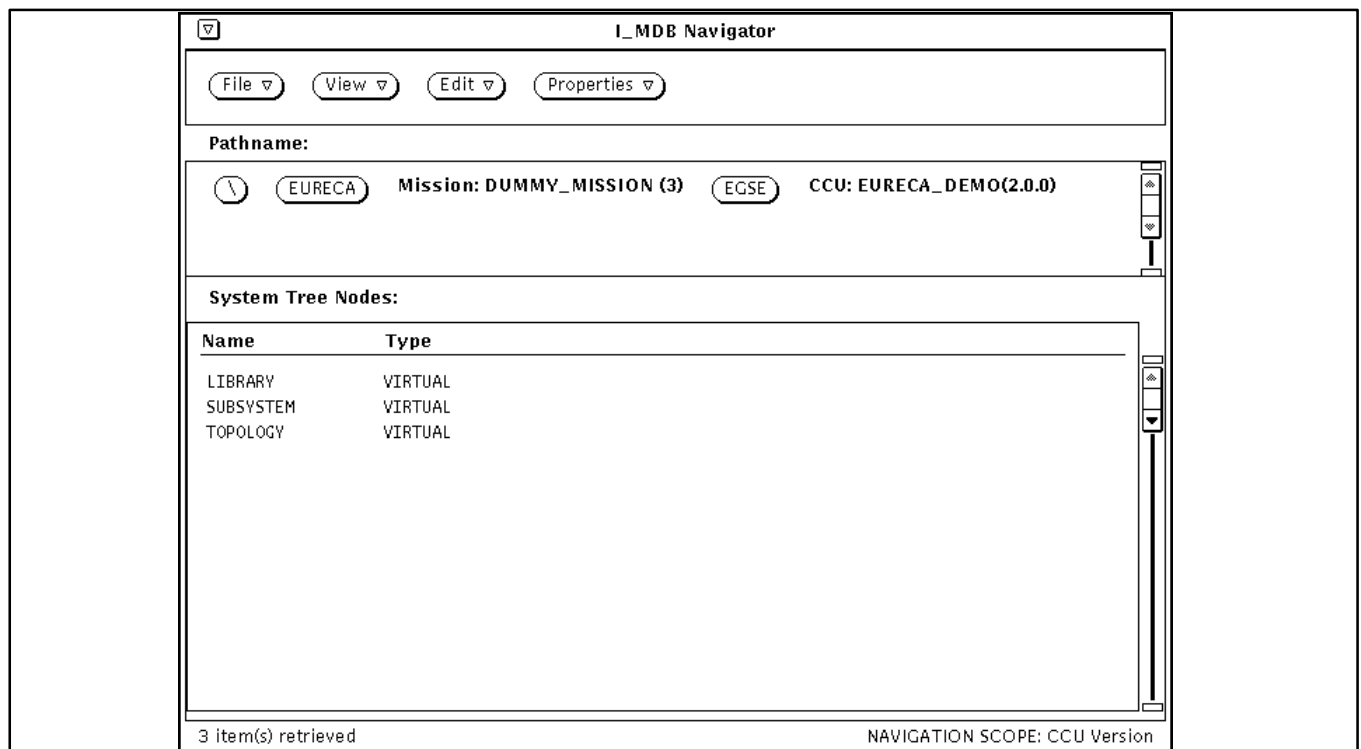 I_MDB Navigator
File View Edit Properties
Pathname:
\ EURECA Mission: DUMMY_MISSION (3) EGSE CCU: EURECA_DEMO(2.0.0)
System Tree Nodes:
Name Type
LIBRARY VIRTUAL
SUBSYSTEM VIRTUAL
TOPOLOGY VIRTUAL
3 item(s) retrieved NAVIGATION SCOPE: CCU Version